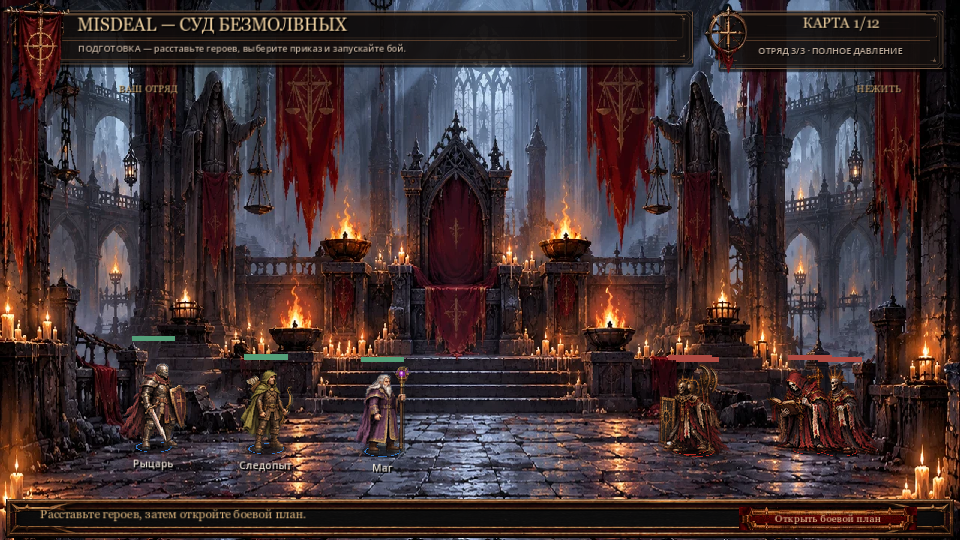 MISDEAL — СУД БЕЗМОЛВНЫХ
ПОДГОТОВКА — расставьте героев, выберите приказ и запускайте бой.
КАРТА 1/12
ОТРЯД 3/3 · ПОЛНОЕ ДАВЛЕНИЕ
ВАШ ОТРЯД
НЕЖИТЬ
Рыцарь
Следопыт
Маг
Расставьте героев, затем откройте боевой план.
Открыть боевой план